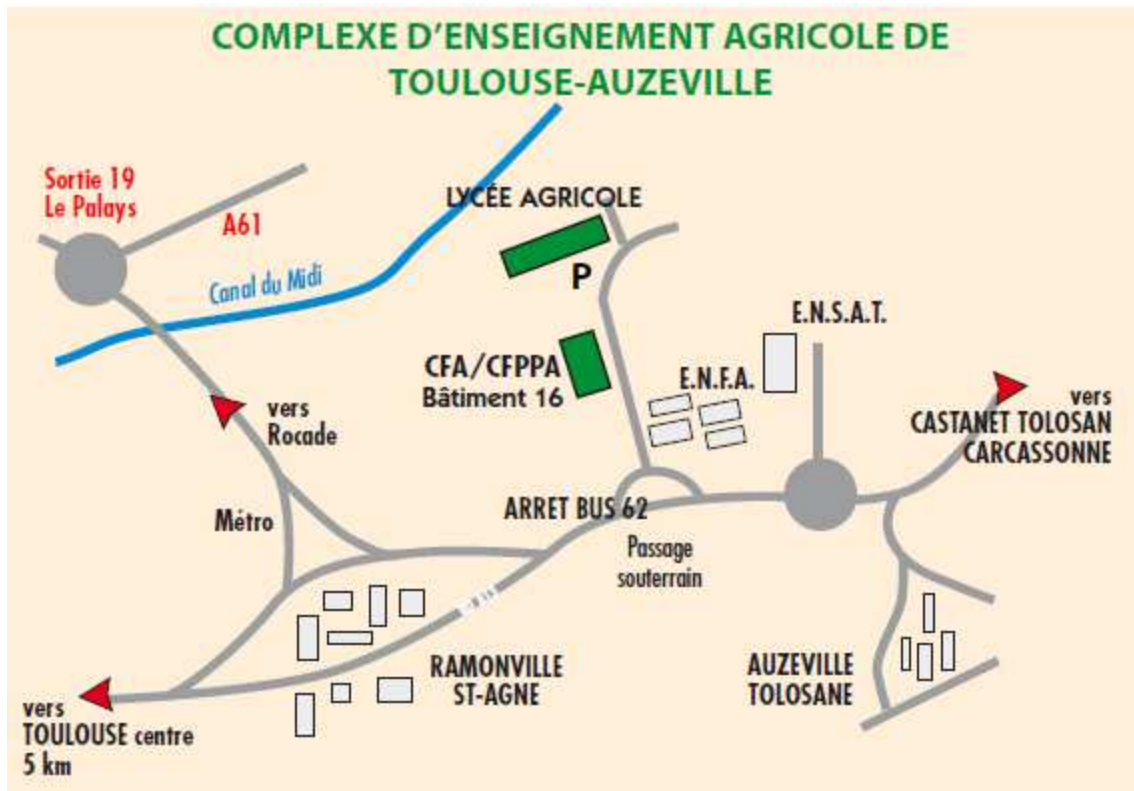 COMPLEXE D'ENSEIGNEMENT AGRICOLE DE
TOULOUSE-AUZEVILLE
Sortie 19
Le Palays
A61
Canal du Midi
LYCÉE AGRICOLE
P
E.N.S.A.T.
CFA/CFPPA
Bâtiment 16
E.N.F.A.
vers
Rocade
vers
CASTANET TOLOSAN
CARCASSONNE
Métro
ARRET BUS 62
Passage
souterrain
RAMONVILLE
ST-AGNE
AUZEVILLE
TOLOSANE
vers
TOULOUSE centre
5 km